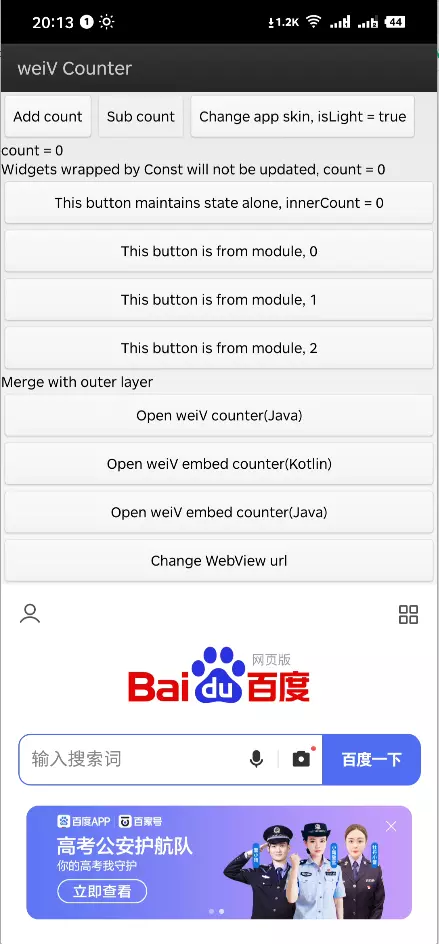 20:13 1 1.2K 44
weiV Counter
Add count Sub count Change app skin, isLight = true
count = 0
Widgets wrapped by Const will not be updated, count = 0
This button maintains state alone, innerCount = 0
This button is from module, 0
This button is from module, 1
This button is from module, 2
Merge with outer layer
Open weiV counter(Java)
Open weiV embed counter(Kotlin)
Open weiV embed counter(Java)
Change WebView url
网页版
Bai du 百度
输入搜索词 百度一下
百度APP 百家号
高考公安护航队
你的高考我守护
立即查看